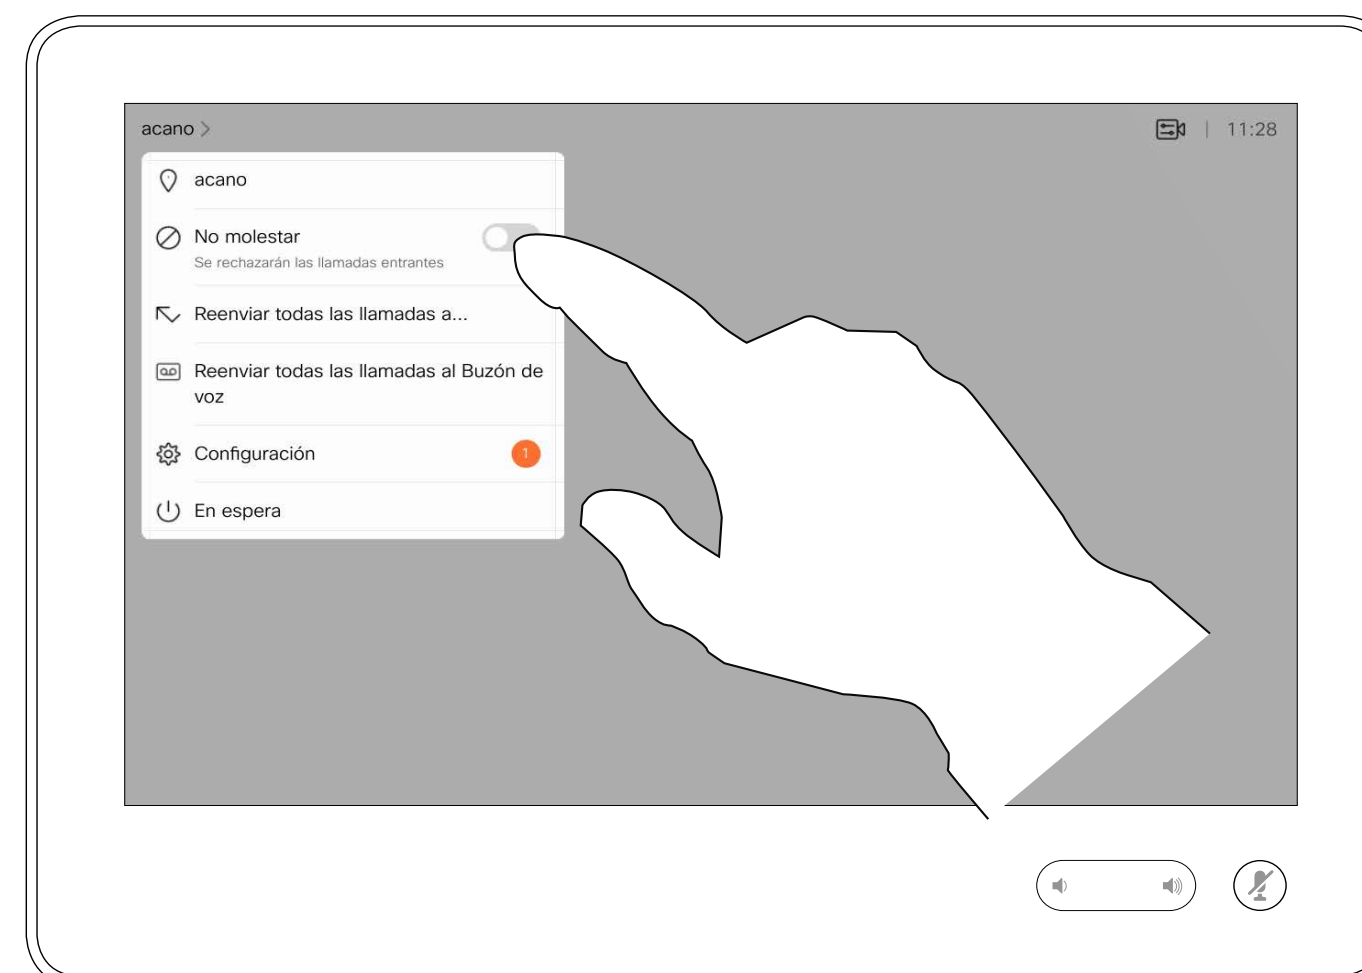 acano
11:28
acano
No molestar
Se rechazarán las llamadas entrantes
Reenviar todas las llamadas a...
Reenviar todas las llamadas al Buzón de
voz
Configuración
1
En espera